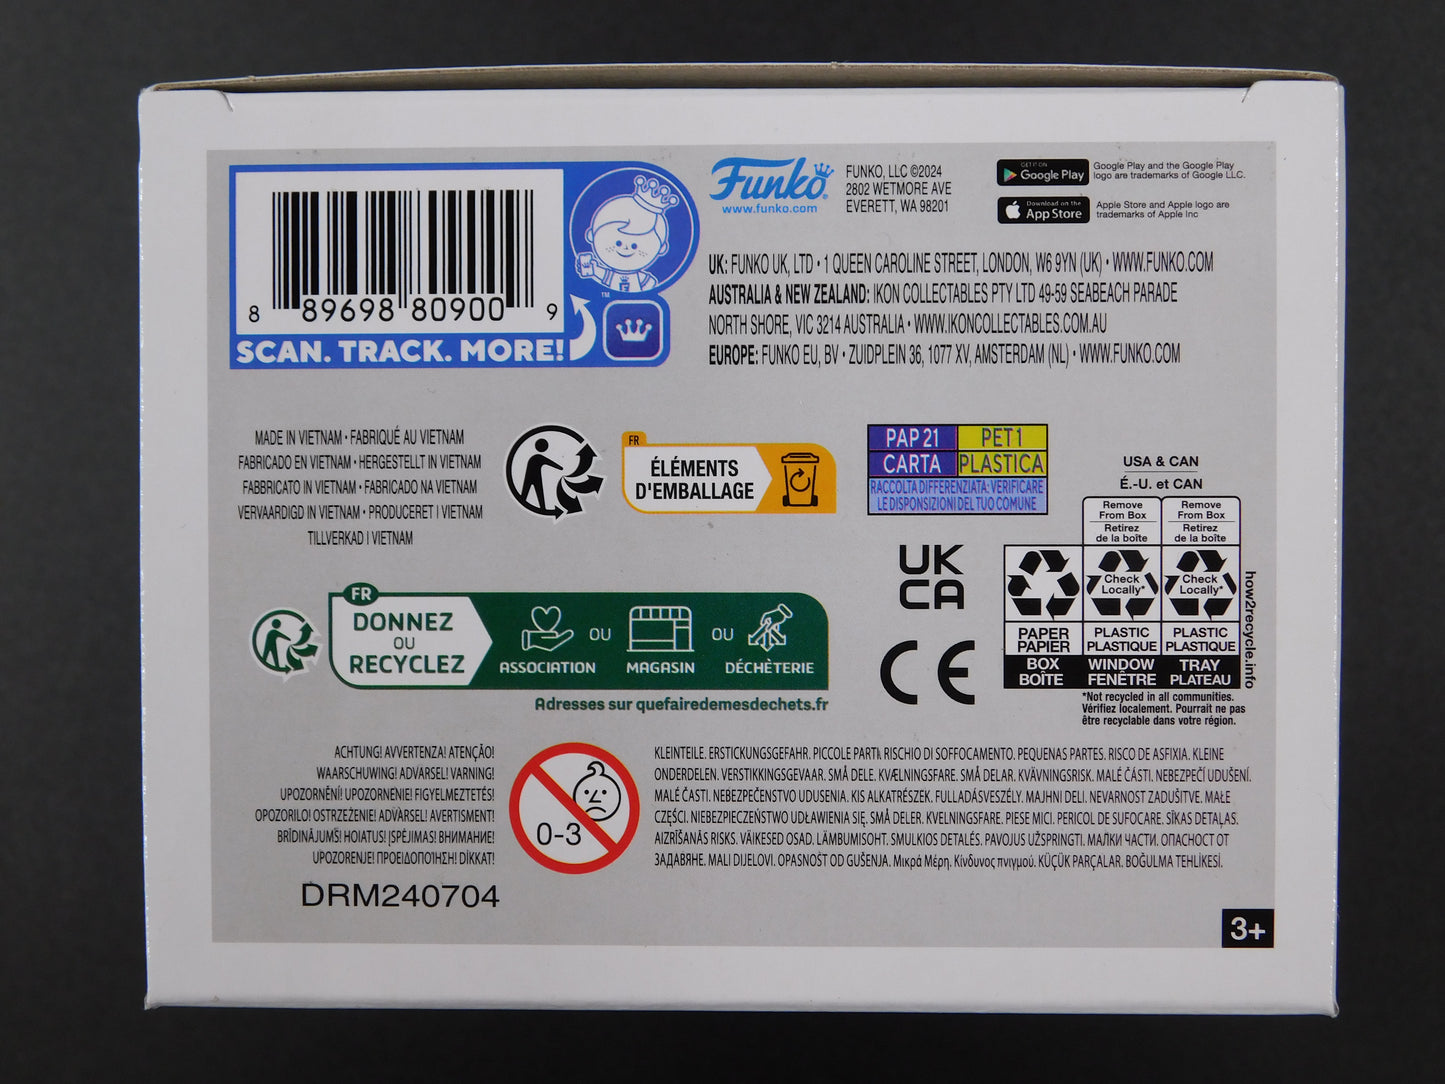 8 89698 80900 9
SCAN. TRACK. MORE!
™
Funko
www.funko.com
FUNKO, LLC ©2024
2802 WETMORE AVE
EVERETT, WA 98201
GET IT ON
Google Play
Google Play and the Google Play
logo are trademarks of Google LLC.
Download on the
App Store
Apple Store and Apple logo are
trademarks of Apple Inc
UK: FUNKO UK, LTD • 1 QUEEN CAROLINE STREET, LONDON, W6 9YN (UK) • WWW.FUNKO.COM
AUSTRALIA & NEW ZEALAND: IKON COLLECTABLES PTY LTD 49-59 SEABEACH PARADE
NORTH SHORE, VIC 3214 AUSTRALIA • WWW.IKONCOLLECTABLES.COM.AU
EUROPE: FUNKO EU, BV • ZUIDPLEIN 36, 1077 XV, AMSTERDAM (NL) • WWW.FUNKO.COM
MADE IN VIETNAM • FABRIQUÉ AU VIETNAM
FABRICADO EN VIETNAM • HERGESTELLT IN VIETNAM
FABBRICATO IN VIETNAM • FABRICADO NA VIETNAM
VERVAARDIGD IN VIETNAM • PRODUCERET I VIETNAM
TILLVERKAD I VIETNAM
FR
ÉLÉMENTS
D'EMBALLAGE
PAP 21
PET 1
CARTA
PLASTICA
RACCOLTA DIFFERENZIATA: VERIFICARE
LE DISPOSIZIONI DEL TUO COMUNE
USA & CAN
É.-U. et CAN
Remove
From Box
Retirez
de la boîte
Remove
From Box
Retirez
de la boîte
Check
Locally*
Check
Locally*
PAPER
PAPIER
PLASTIC
PLASTIQUE
PLASTIC
PLASTIQUE
BOX
BOÎTE
WINDOW
FENÊTRE
TRAY
PLATEAU
how2recycle.info
*Not recycled in all communities.
Vérifiez localement. Pourrait ne pas
être recyclable dans votre région.
UK
CA
CE
FR
DONNEZ
OU
RECYCLEZ
ASSOCIATION
OU
MAGASIN
OU
DÉCHÈTERIE
Adresses sur quefairedemesdechets.fr
ACHTUNG! AVVERTENZA! ATENÇÃO!
WAARSCHUWING! ADVARSEL! VARNING!
UPOZORNĚNÍ! UPOZORNENIE! FIGYELMEZTETÉS!
OPOZORILO! OSTRZEŻENIE! ADVARSEL! AVERTISMENT!
BRĪDINĀJUMS! HOIATUS! ĮSPĖJIMAS! ВНИМАНИЕ!
UPOZORENJE! ΠΡΟΕΙΔΟΠΟΙΗΣΗ! DİKKAT!
0-3
KLEINTEILE. ERSTICKUNGSGEFAHR. PICCOLE PARTI. RISCHIO DI SOFFOCAMENTO. PEQUENAS PARTES. RISCO DE ASFIXIA. KLEINE
ONDERDELEN. VERSTIKKINGSGEVAAR. SMÅ DELE. KVÆLNINGSFARE. SMÅ DELAR. KVÄVNINGSRISK. MALÉ ČÁSTI. NEBEZPEČÍ UDUŠENÍ.
MALÉ ČASTI. NEBEZPEČENSTVO UDUSENIA. KIS ALKATRÉSZEK. FULLADÁSVESZÉLY. MAJHNI DELI. NEVARNOST ZADUŠITVE. MAŁE
CZĘŚCI. NIEBEZPIECZEŃSTWO UDŁAWIENIA SIĘ. SMÅ DELER. KVELNINGSFARE. PIESE MICI. PERICOL DE SUFOCARE. SĪKAS DETAĻAS.
AIZRĪŠANĀS RISKS. VÄIKESED OSAD. LÄMBUMISOHT. SMULKIOS DETALĖS. PAVOJUS UŽSPRINGTI. МАЛКИ ЧАСТИ. ОПАСНОСТ ОТ
ЗАДАВЯНЕ. MALI DIJELOVI. OPASNOST OD GUŠENJA. Μικρά Μέρη. Κίνδυνος πνιγμού. KÜÇÜK PARÇALAR. BOĞULMA TEHLİKESİ.
DRM240704
3+